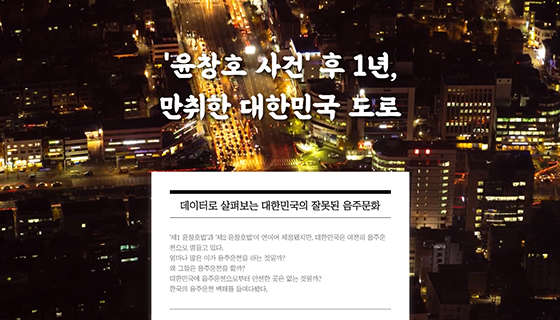 '윤창호 사건' 후 1년,
만취한 대한민국 도로
데이터로 살펴보는 대한민국의 잘못된 음주문화
'제1 윤창호법'과 '제2 윤창호법'이 연이어 제정됐지만, 대한민국은 여전히 음주운
전으로 병들고 있다.
얼마나 많은 이가 음주운전을 하는 것일까?
왜 그들은 음주운전을 할까?
대한민국에 음주운전으로부터 안전한 곳은 없는 것일까?
한국의 음주운전 백태를 들여다봤다.